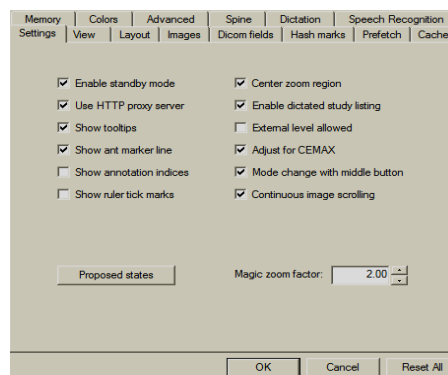 Memory Colors Advanced Spine Dictation Speech Recognition
Settings View Layout Images Dicom fields Hash marks Prefetch Cache
Enable standby mode Center zoom region
Use HTTP proxy server Enable dictated study listing
Show tooltips External level allowed
Show ant marker line Adjust for CEMAX
Show annotation indices Mode change with middle button
Show ruler tick marks Continuous image scrolling
Proposed states Magic zoom factor: 2.00
OK Cancel Reset All